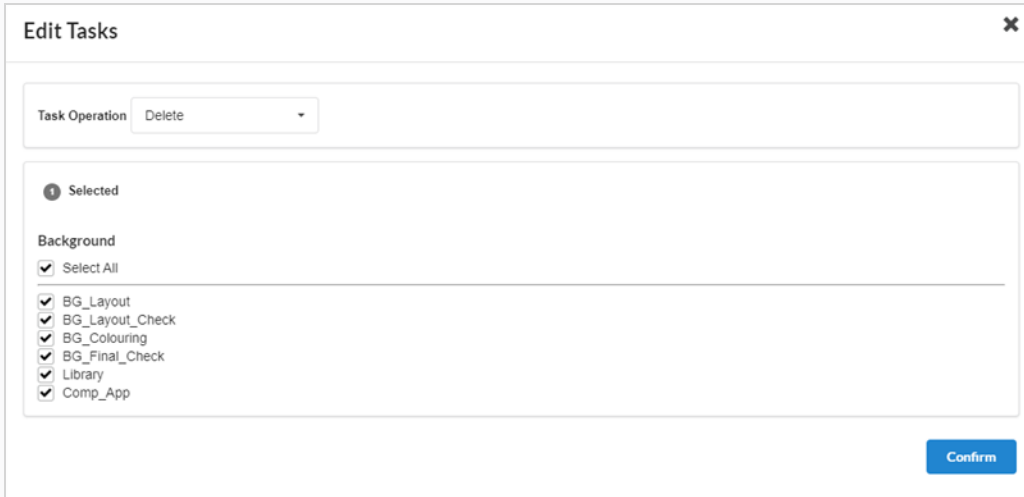 Edit Tasks
Task Operation Delete
1 Selected
Background
Select All
BG_Layout
BG_Layout_Check
BG_Colouring
BG_Final_Check
Library
Comp_App
Confirm